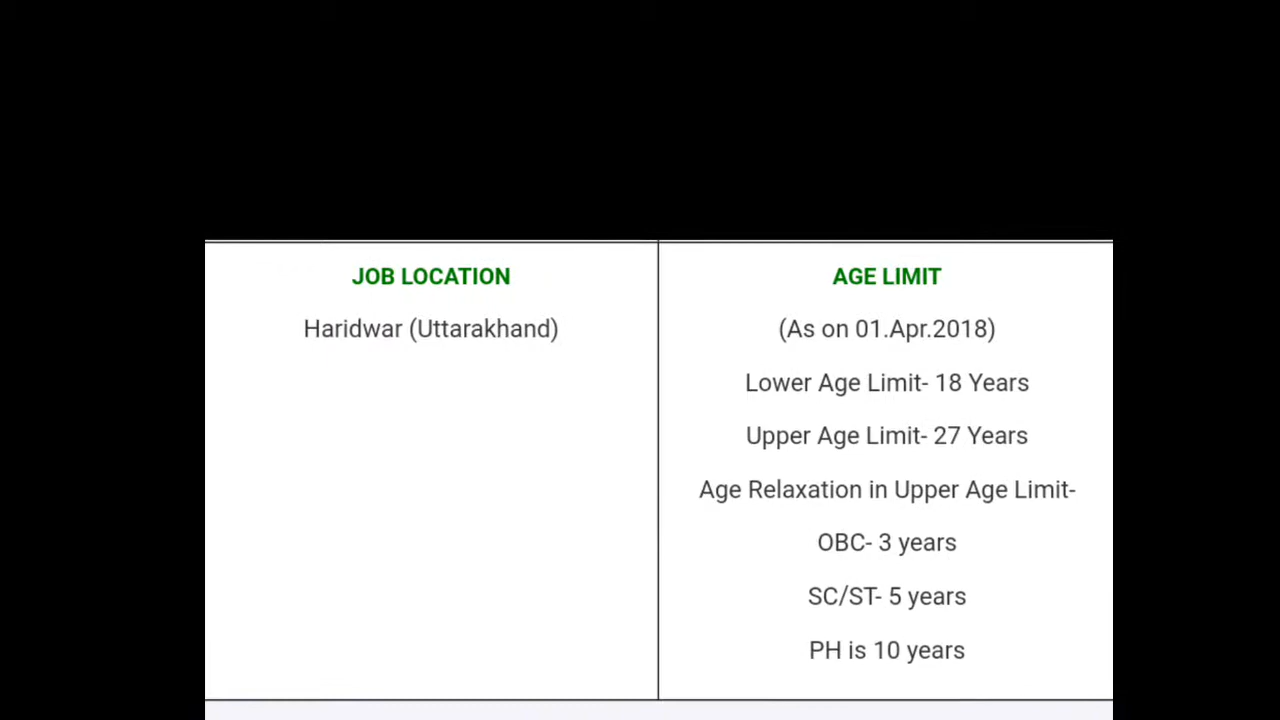 JOB LOCATION
Haridwar (Uttarakhand)
AGE LIMIT
(As on 01.Apr.2018)
Lower Age Limit- 18 Years
Upper Age Limit- 27 Years
Age Relaxation in Upper Age Limit-
OBC- 3 years
SC/ST- 5 years
PH is 10 years